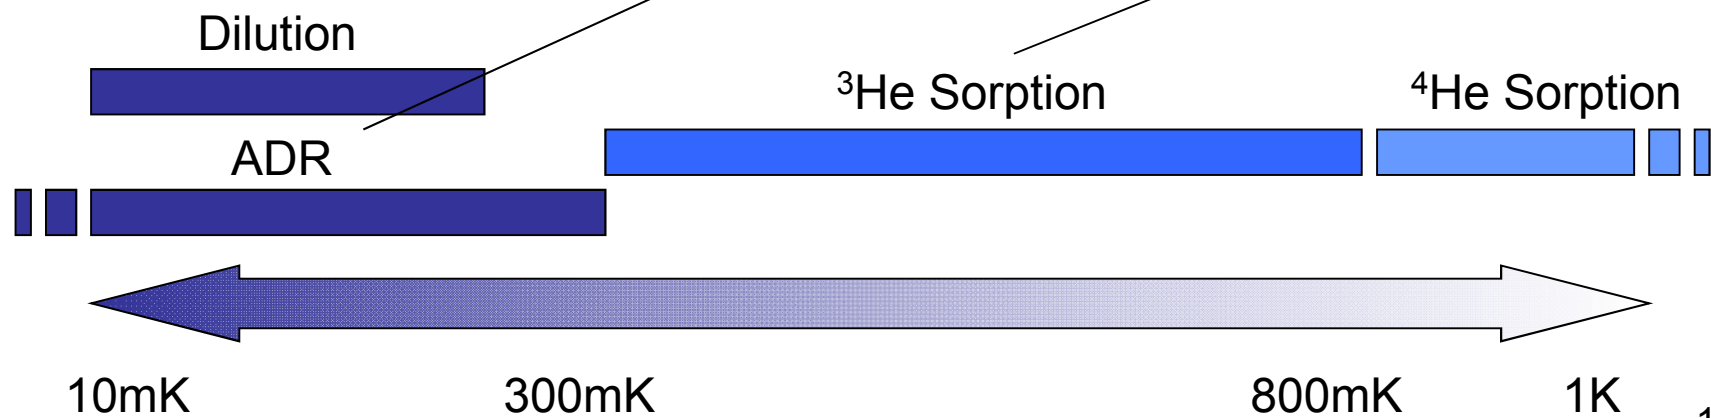 Dilution
³He Sorption
⁴He Sorption
ADR
10mK
300mK
800mK
1K